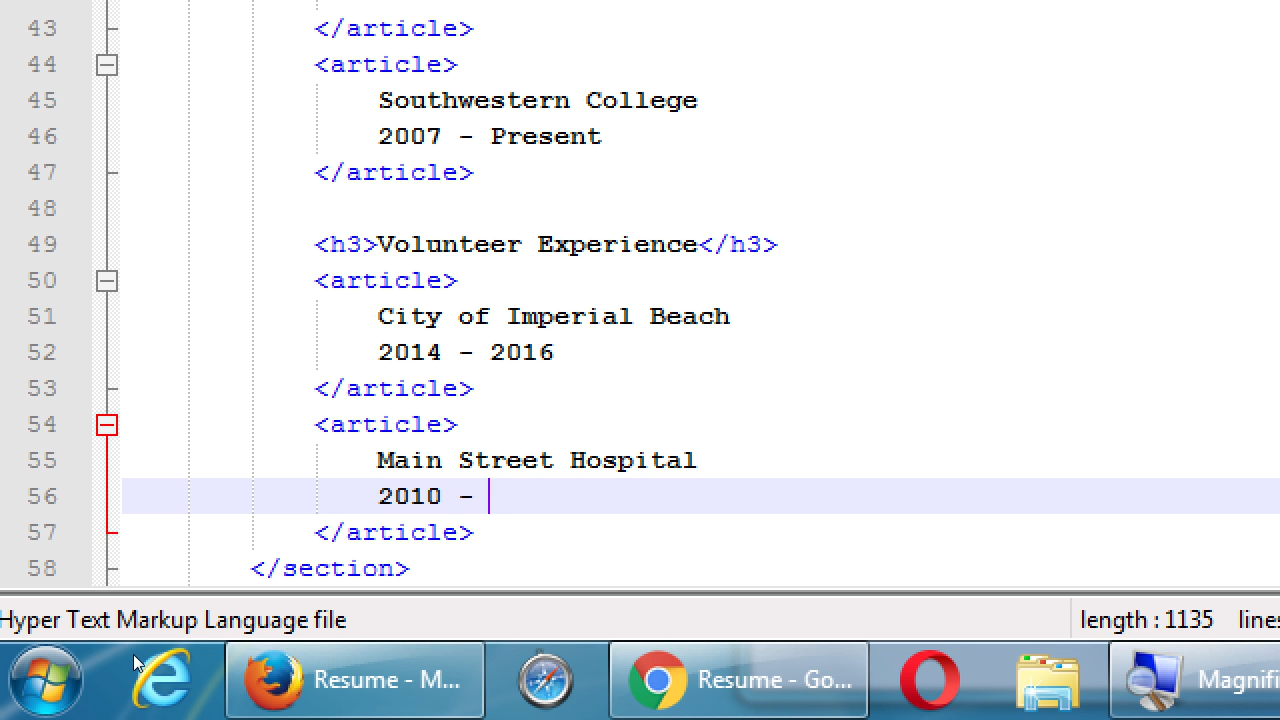 43 </article>
44 <article>
45 Southwestern College
46 2007 - Present
47 </article>
48
49 <h3>Volunteer Experience</h3>
50 <article>
51 City of Imperial Beach
52 2014 - 2016
53 </article>
54 <article>
55 Main Street Hospital
56 2010 -
57 </article>
58 </section>
Hyper Text Markup Language file length : 1135 lines
Resume - M... Resume - Go... Magnifi